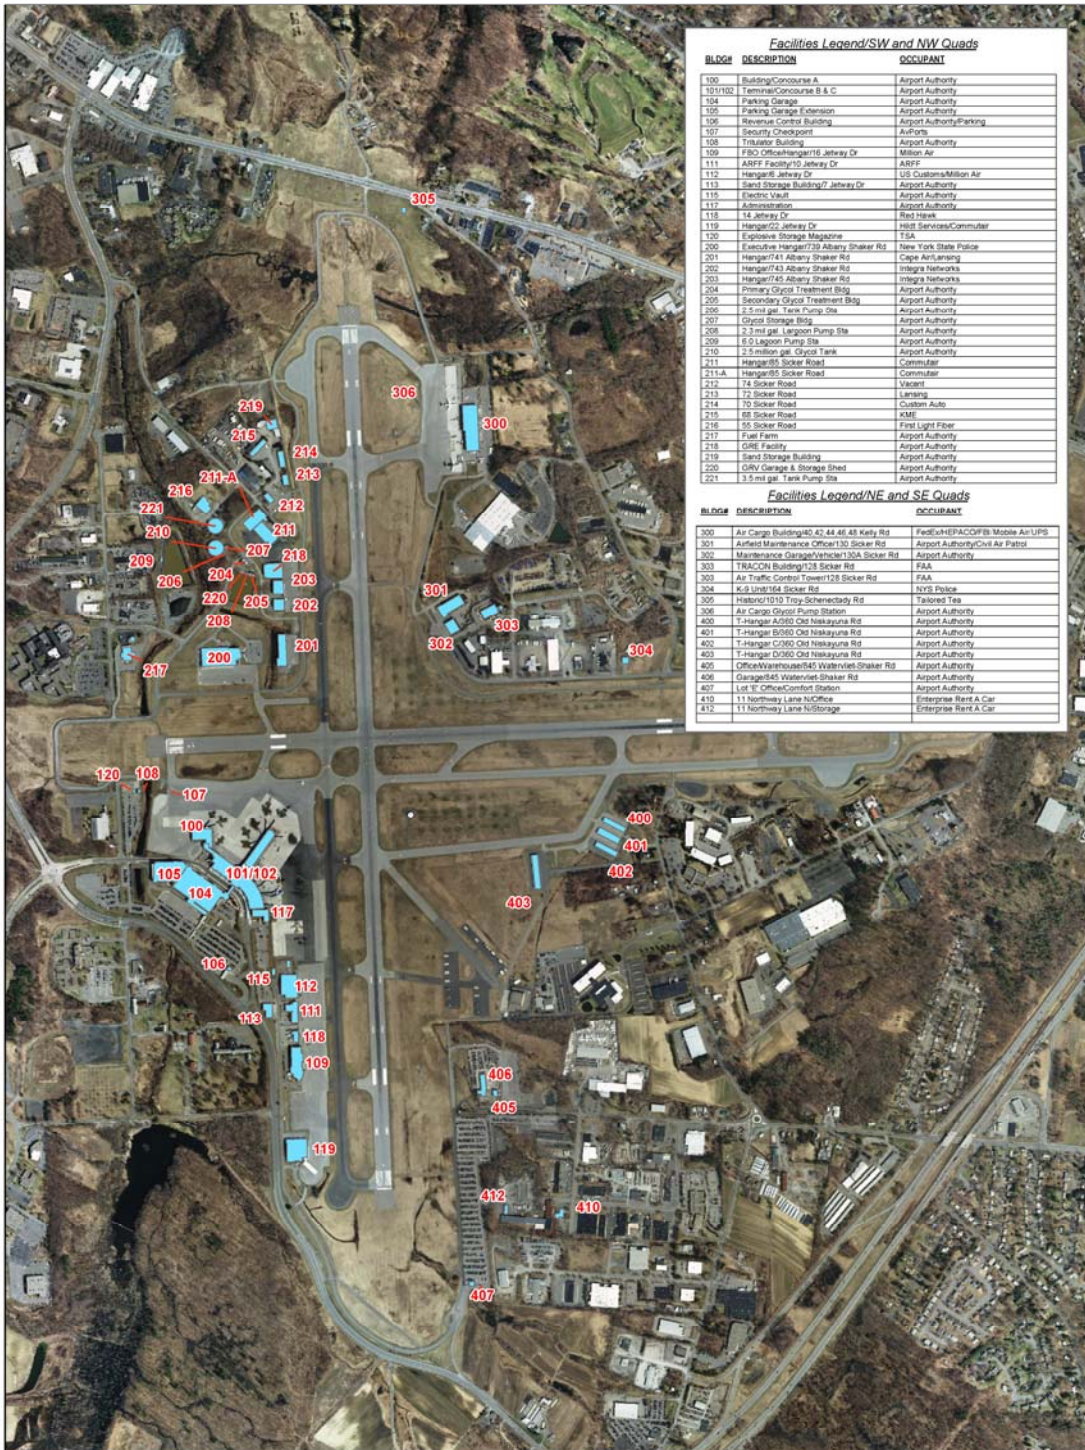 Facilities Legend/SW and NW Quads
BLDG# DESCRIPTION OCCUPANT
100 Building/Concourse A Airport Authority
101/102 Terminal/Concourse B & C Airport Authority
104 Parking Garage Airport Authority
105 Parking Garage Extension Airport Authority
106 Revenue Control Building Airport Authority/Parking
107 Security Checkpoint AvPorts
108 Tritulator Building Airport Authority
109 FBO Office/Hangar/16 Jetway Dr Million Air
111 ARFF Facility/10 Jetway Dr ARFF
112 Hangar/6 Jetway Dr US Customs/Million Air
113 Sand Storage Building/7 Jetway Dr Airport Authority
115 Electric Vault Airport Authority
117 Administration Airport Authority
118 14 Jetway Dr Red Hawk
119 Hangar/22 Jetway Dr Hildt Services/Commutair
120 Explosive Storage Magazine TSA
200 Executive Hangar/739 Albany Shaker Rd New York State Police
201 Hangar/741 Albany Shaker Rd Cape Air/Lansing
202 Hangar/743 Albany Shaker Rd Integra Networks
203 Hangar/745 Albany Shaker Rd Integra Networks
204 Primary Glycol Treatment Bldg Airport Authority
205 Secondary Glycol Treatment Bldg Airport Authority
206 2.5 mil gal. Tank Pump Sta Airport Authority
207 Glycol Storage Bldg Airport Authority
208 2.3 mil gal. Largoon Pump Sta Airport Authority
209 6.0 Lagoon Pump Sta Airport Authority
210 2.5 million gal. Glycol Tank Airport Authority
211 Hangar/85 Sicker Road Commutair
211-A Hangar/85 Sicker Road Commutair
212 74 Sicker Road Vacant
213 72 Sicker Road Lansing
214 70 Sicker Road Custom Auto
215 68 Sicker Road KME
216 55 Sicker Road First Light Fiber
217 Fuel Farm Airport Authority
218 GRE Facility Airport Authority
219 Sand Storage Building Airport Authority
220 GRV Garage & Storage Shed Airport Authority
221 3.5 mil gal. Tank Pump Sta Airport Authority
Facilities Legend/NE and SE Quads
BLDG# DESCRIPTION OCCUPANT
300 Air Cargo Building/40,42,44,46,48 Kelly Rd FedEx/HEPACO/FBI/Mobile Air/UPS
301 Airfield Maintenance Office/130 Sicker Rd Airport Authority/Civil Air Patrol
302 Maintenance Garage/Vehicle/130A Sicker Rd Airport Authority
303 TRACON Building/128 Sicker Rd FAA
303 Air Traffic Control Tower/128 Sicker Rd FAA
304 K-9 Unit/164 Sicker Rd NYS Police
305 Historic/1010 Troy-Schenectady Rd Tailored Tea
306 Air Cargo Glycol Pump Station Airport Authority
400 T-Hangar A/360 Old Niskayuna Rd Airport Authority
401 T-Hangar B/360 Old Niskayuna Rd Airport Authority
402 T-Hangar C/360 Old Niskayuna Rd Airport Authority
403 T-Hangar D/360 Old Niskayuna Rd Airport Authority
405 Office/Warehouse/845 Watervliet-Shaker Rd Airport Authority
406 Garage/845 Watervliet-Shaker Rd Airport Authority
407 Lot "E" Office/Comfort Station Airport Authority
410 11 Northway Lane N/Office Enterprise Rent A Car
412 11 Northway Lane N/Storage Enterprise Rent A Car
305
306
300
219
215
214
213
211-A
216
212
221
211
210
209
207
218
206
204
203
220
205
202
208
201
200
217
301
302
303
304
120
108
107
100
105
101/102
104
117
106
115
112
113
111
118
109
119
400
401
402
403
406
405
412
410
407